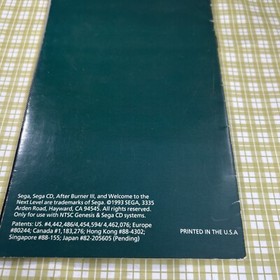 Sega, Sega CD, After Burner III, and Welcome to the
Next Level are trademarks of Sega. ©1993 SEGA, 3335
Arden Road, Hayward, CA 94545. All rights reserved.
Only for use with NTSC Genesis & Sega CD systems.
Patents: US. #4,442,486/4,454,594/ 4,462,076; Europe
#80244; Canada #1,183,276; Hong Kong #88-4302;
Singapore #88-155; Japan #82-205605 (Pending)
PRINTED IN THE U.S.A